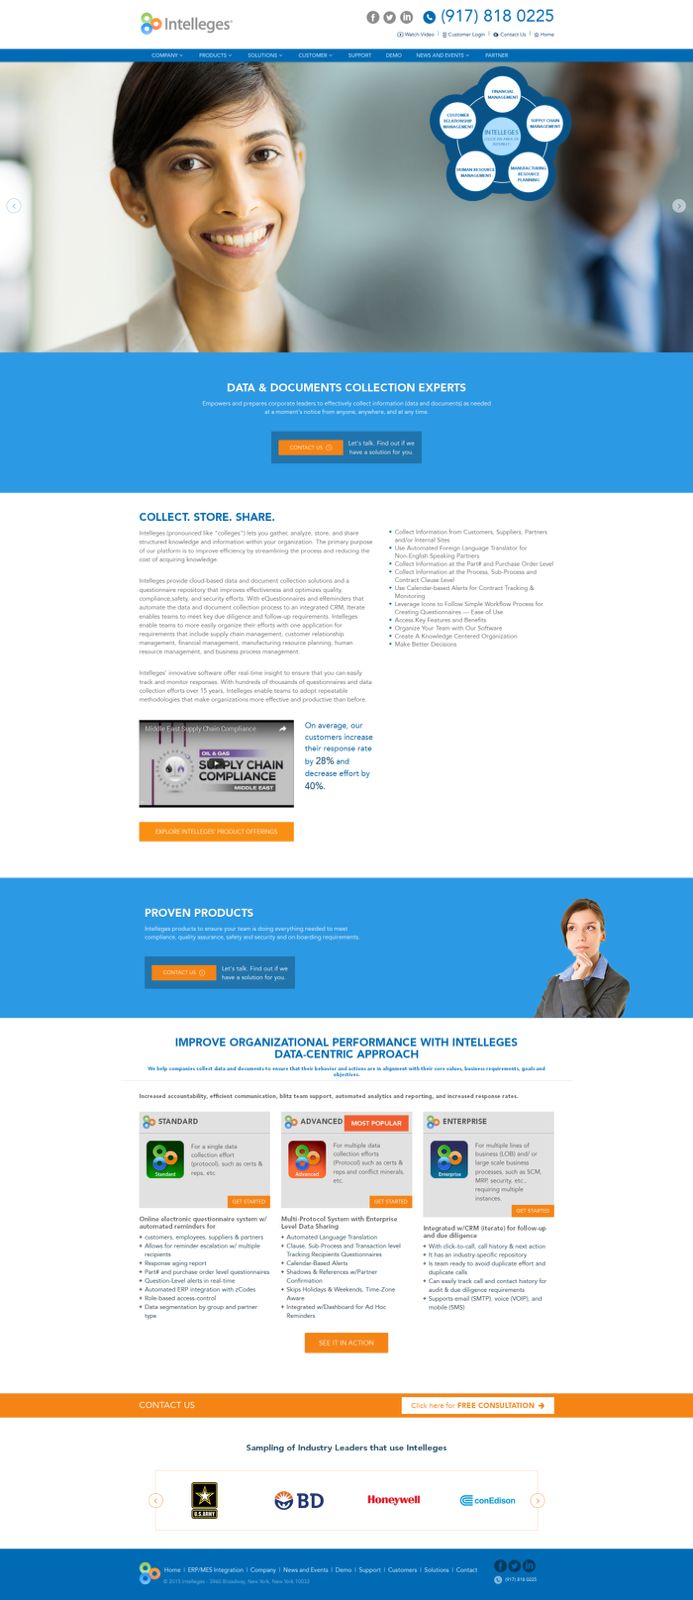 Intelleges®
(917) 818 0225
Watch Video | Customer Login | Contact Us | Home
COMPANY PRODUCTS SOLUTIONS CUSTOMER SUPPORT DEMO NEWS AND EVENTS PARTNER
FINANCIAL
MANAGEMENT
CUSTOMER
RELATIONSHIP
MANAGEMENT
SUPPLY CHAIN
MANAGEMENT
INTELLEGES
HUMAN RESOURCE
MANAGEMENT
MANUFACTURING
RESOURCE
PLANNING
DATA & DOCUMENTS COLLECTION EXPERTS
Empowers and prepares corporate leaders to effectively collect information (data and documents) as needed
at a moment's notice from anyone, anywhere, and at any time.
CONTACT US
Let's talk. Find out if we
have a solution for you.
COLLECT. STORE. SHARE.
Intelleges (pronounced like "colleges") lets you gather, analyze, store, and share
structured knowledge and information within your organization. The primary purpose
of our platform is to improve efficiency by streamlining the process and reducing the
cost of acquiring knowledge.
Intelleges provide cloud-based data and document collection solutions and a
questionnaire repository that improves effectiveness and optimizes quality,
compliance,safety, and security efforts. With eQuestionnaires and eReminders that
automate the data and document collection process to an integrated CRM, Iterate
enables teams to meet key due diligence and follow-up requirements. Intelleges
enable teams to more easily organize their efforts with one application for
requirements that include supply chain management, customer relationship
management, financial management, manufacturing resource planning, human
resource management, and business process management.
Intelleges' innovative software offer real-time insight to ensure that you can easily
track and monitor responses. With hundreds of thousands of questionnaires and data
collection efforts over 15 years, Intelleges enable teams to adopt repeatable
methodologies that make organizations more effective and productive than before.
Collect Information from Customers, Suppliers, Partners
and/or Internal Sites
Use Automated Foreign Language Translator for
Non-English Speaking Partners
Collect Information at the Part# and Purchase Order Level
Collect Information at the Process, Sub-Process and
Contract Clause Level
Use Calendar-based Alerts for Contract Tracking &
Monitoring
Leverage Icons to Follow Simple Workflow Process for
Creating Questionnaires — Ease of Use
Access Key Features and Benefits
Organize Your Team with Our Software
Create A Knowledge Centered Organization
Make Better Decisions
Middle East Supply Chain Compliance
OIL & GAS
SUPPLY CHAIN
COMPLIANCE
MIDDLE EAST
On average, our
customers increase
their response rate
by 28% and
decrease effort by
40%.
EXPLORE INTELLEGES' PRODUCT OFFERINGS
PROVEN PRODUCTS
Intelleges products to ensure your team is doing everything needed to meet
compliance, quality assurance, safety and security and on boarding requirements.
CONTACT US
Let's talk. Find out if we
have a solution for you.
IMPROVE ORGANIZATIONAL PERFORMANCE WITH INTELLEGES
DATA-CENTRIC APPROACH
We help companies collect data and documents to ensure that their behavior and actions are in alignment with their core values, business requirements, goals and
objectives.
Increased accountability, efficient communication, blitz team support, automated analytics and reporting, and increased response rates.
STANDARD
Standard
For a single data
collection effort
(protocol), such as certs &
reps, etc.
GET STARTED
Online electronic questionnaire system w/
automated reminders for
customers, employees, suppliers & partners
Allows for reminder escalation w/ multiple
recipients
Response aging report
Part# and purchase order level questionnaires
Question-Level alerts in real-time
Automated ERP integration with zCodes
Role-based access-control
Data segmentation by group and partner
type
ADVANCED
MOST POPULAR
Advanced
For multiple data
collection efforts
(Protocol) such as certs &
reps and conflict minerals,
etc.
GET STARTED
Multi-Protocol System with Enterprise
Level Data Sharing
Automated Language Translation
Clause, Sub-Process and Transaction level
Tracking Recipients Questionnaires
Calendar-Based Alerts
Shadows & References w/Partner
Confirmation
Skips Holidays & Weekends, Time-Zone
Aware
Integrated w/Dashboard for Ad Hoc
Reminders
ENTERPRISE
Enterprise
For multiple lines of
business (LOB) and/ or
large scale business
processes, such as SCM,
MRP, security, etc.,
requiring multiple
instances.
GET STARTED
Integrated w/CRM (iterate) for follow-up
and due diligence
With click-to-call, call history & next action
It has an industry specific repository
Is team ready to avoid duplicate effort and
duplicate calls
Can easily track call and contact history for
audit & due diligence requirements
Supports email (SMTP), voice (VOIP), and
mobile (SMS)
SEE IT IN ACTION
CONTACT US
Click here for FREE CONSULTATION
Sampling of Industry Leaders that use Intelleges
U.S.ARMY
BD
Honeywell
conEdison
Home | ERP/MES Integration | Company | News and Events | Demo | Support | Customers | Solutions | Contact
© 2015 Intelleges - 3960 Broadway, New York, New York 10032
(917) 818 0225